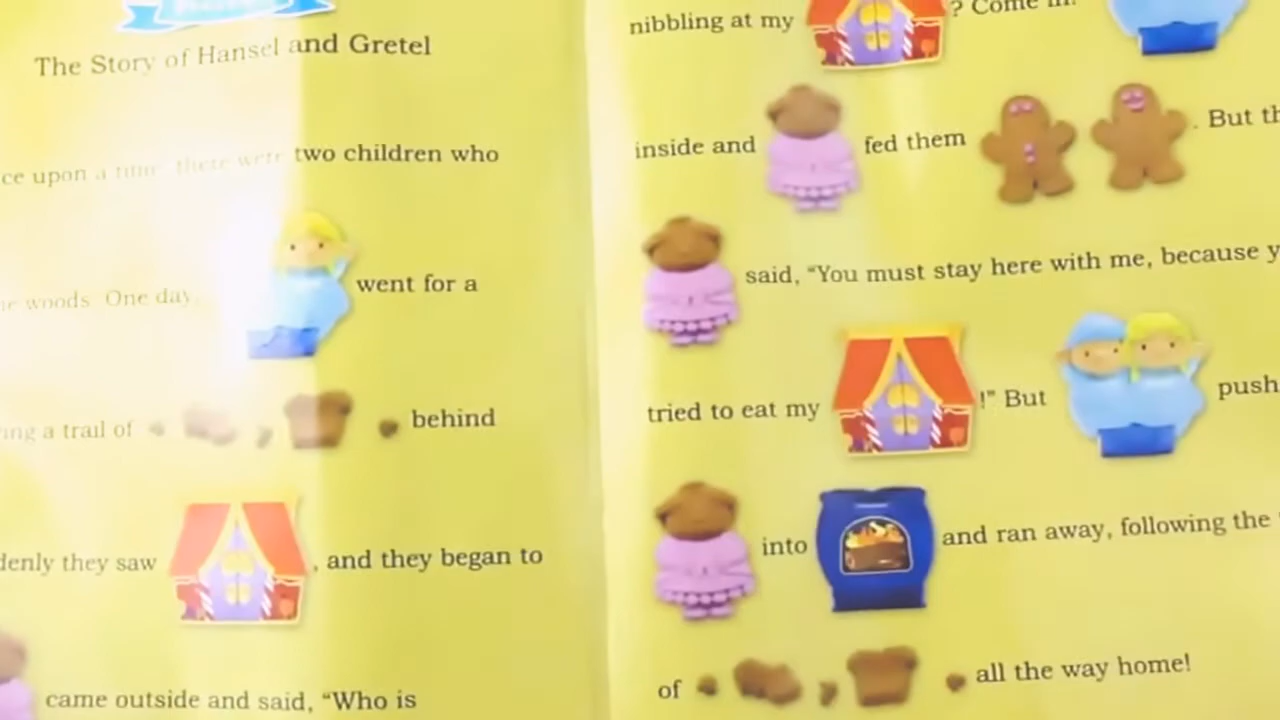 The Story of Hansel and Gretel
ce upon a time there were two children who
woods. One day, went for a
a trail of behind
they saw , and they began to
came outside and said, "Who is
nibbling at my ? Come in!
inside and fed them . But
said, "You must stay here with me, because
tried to eat my !" But push
into and ran away, following the
of all the way home!